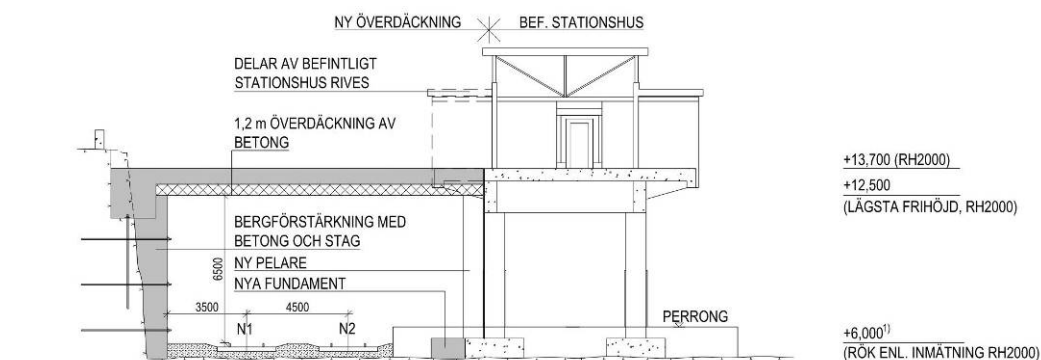 NY ÖVERDÄCKNING
BEF. STATIONSHUS
DELAR AV BEFINTLIGT
STATIONSHUS RIVES
1,2 m ÖVERDÄCKNING AV
BETONG
+13,700 (RH2000)
+12,500
(LÄGSTA FRIHÖJD, RH2000)
BERGFÖRSTÄRKNING MED
BETONG OCH STAG
NY PELARE
NYA FUNDAMENT
6500
3500
4500
N1
N2
PERRONG
+6,000¹⁾
(RÖK ENL. INMÄTNING RH2000)